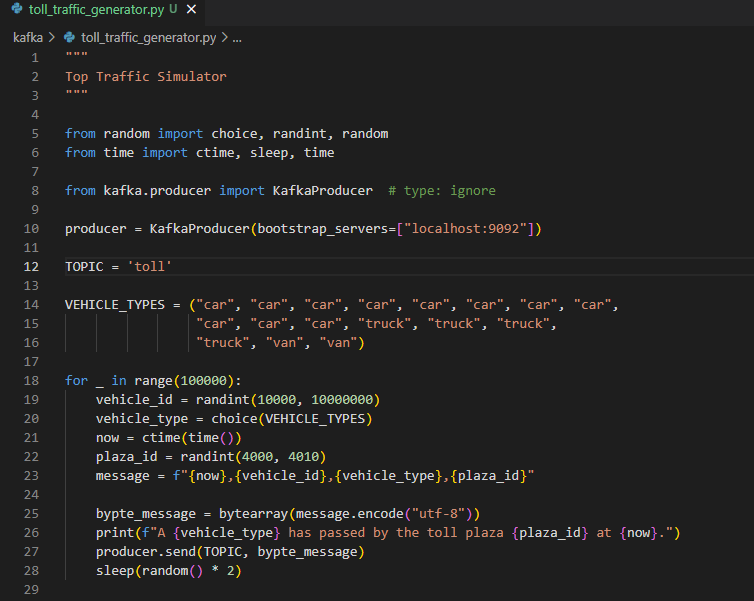 toll_traffic_generator.py U ×
kafka > toll_traffic_generator.py > ...
1 """
2 Top Traffic Simulator
3 """
4
5 from random import choice, randint, random
6 from time import ctime, sleep, time
7
8 from kafka.producer import KafkaProducer  # type: ignore
9
10 producer = KafkaProducer(bootstrap_servers=["localhost:9092"])
11
12 TOPIC = 'toll'
13
14 VEHICLE_TYPES = ("car", "car", "car", "car", "car", "car", "car", "car",
15                  "car", "car", "car", "truck", "truck", "truck",
16                  "truck", "van", "van")
17
18 for _ in range(100000):
19     vehicle_id = randint(10000, 10000000)
20     vehicle_type = choice(VEHICLE_TYPES)
21     now = ctime(time())
22     plaza_id = randint(4000, 4010)
23     message = f"{now},{vehicle_id},{vehicle_type},{plaza_id}"
24
25     bypte_message = bytearray(message.encode("utf-8"))
26     print(f"A {vehicle_type} has passed by the toll plaza {plaza_id} at {now}.")
27     producer.send(TOPIC, bypte_message)
28     sleep(random() * 2)
29